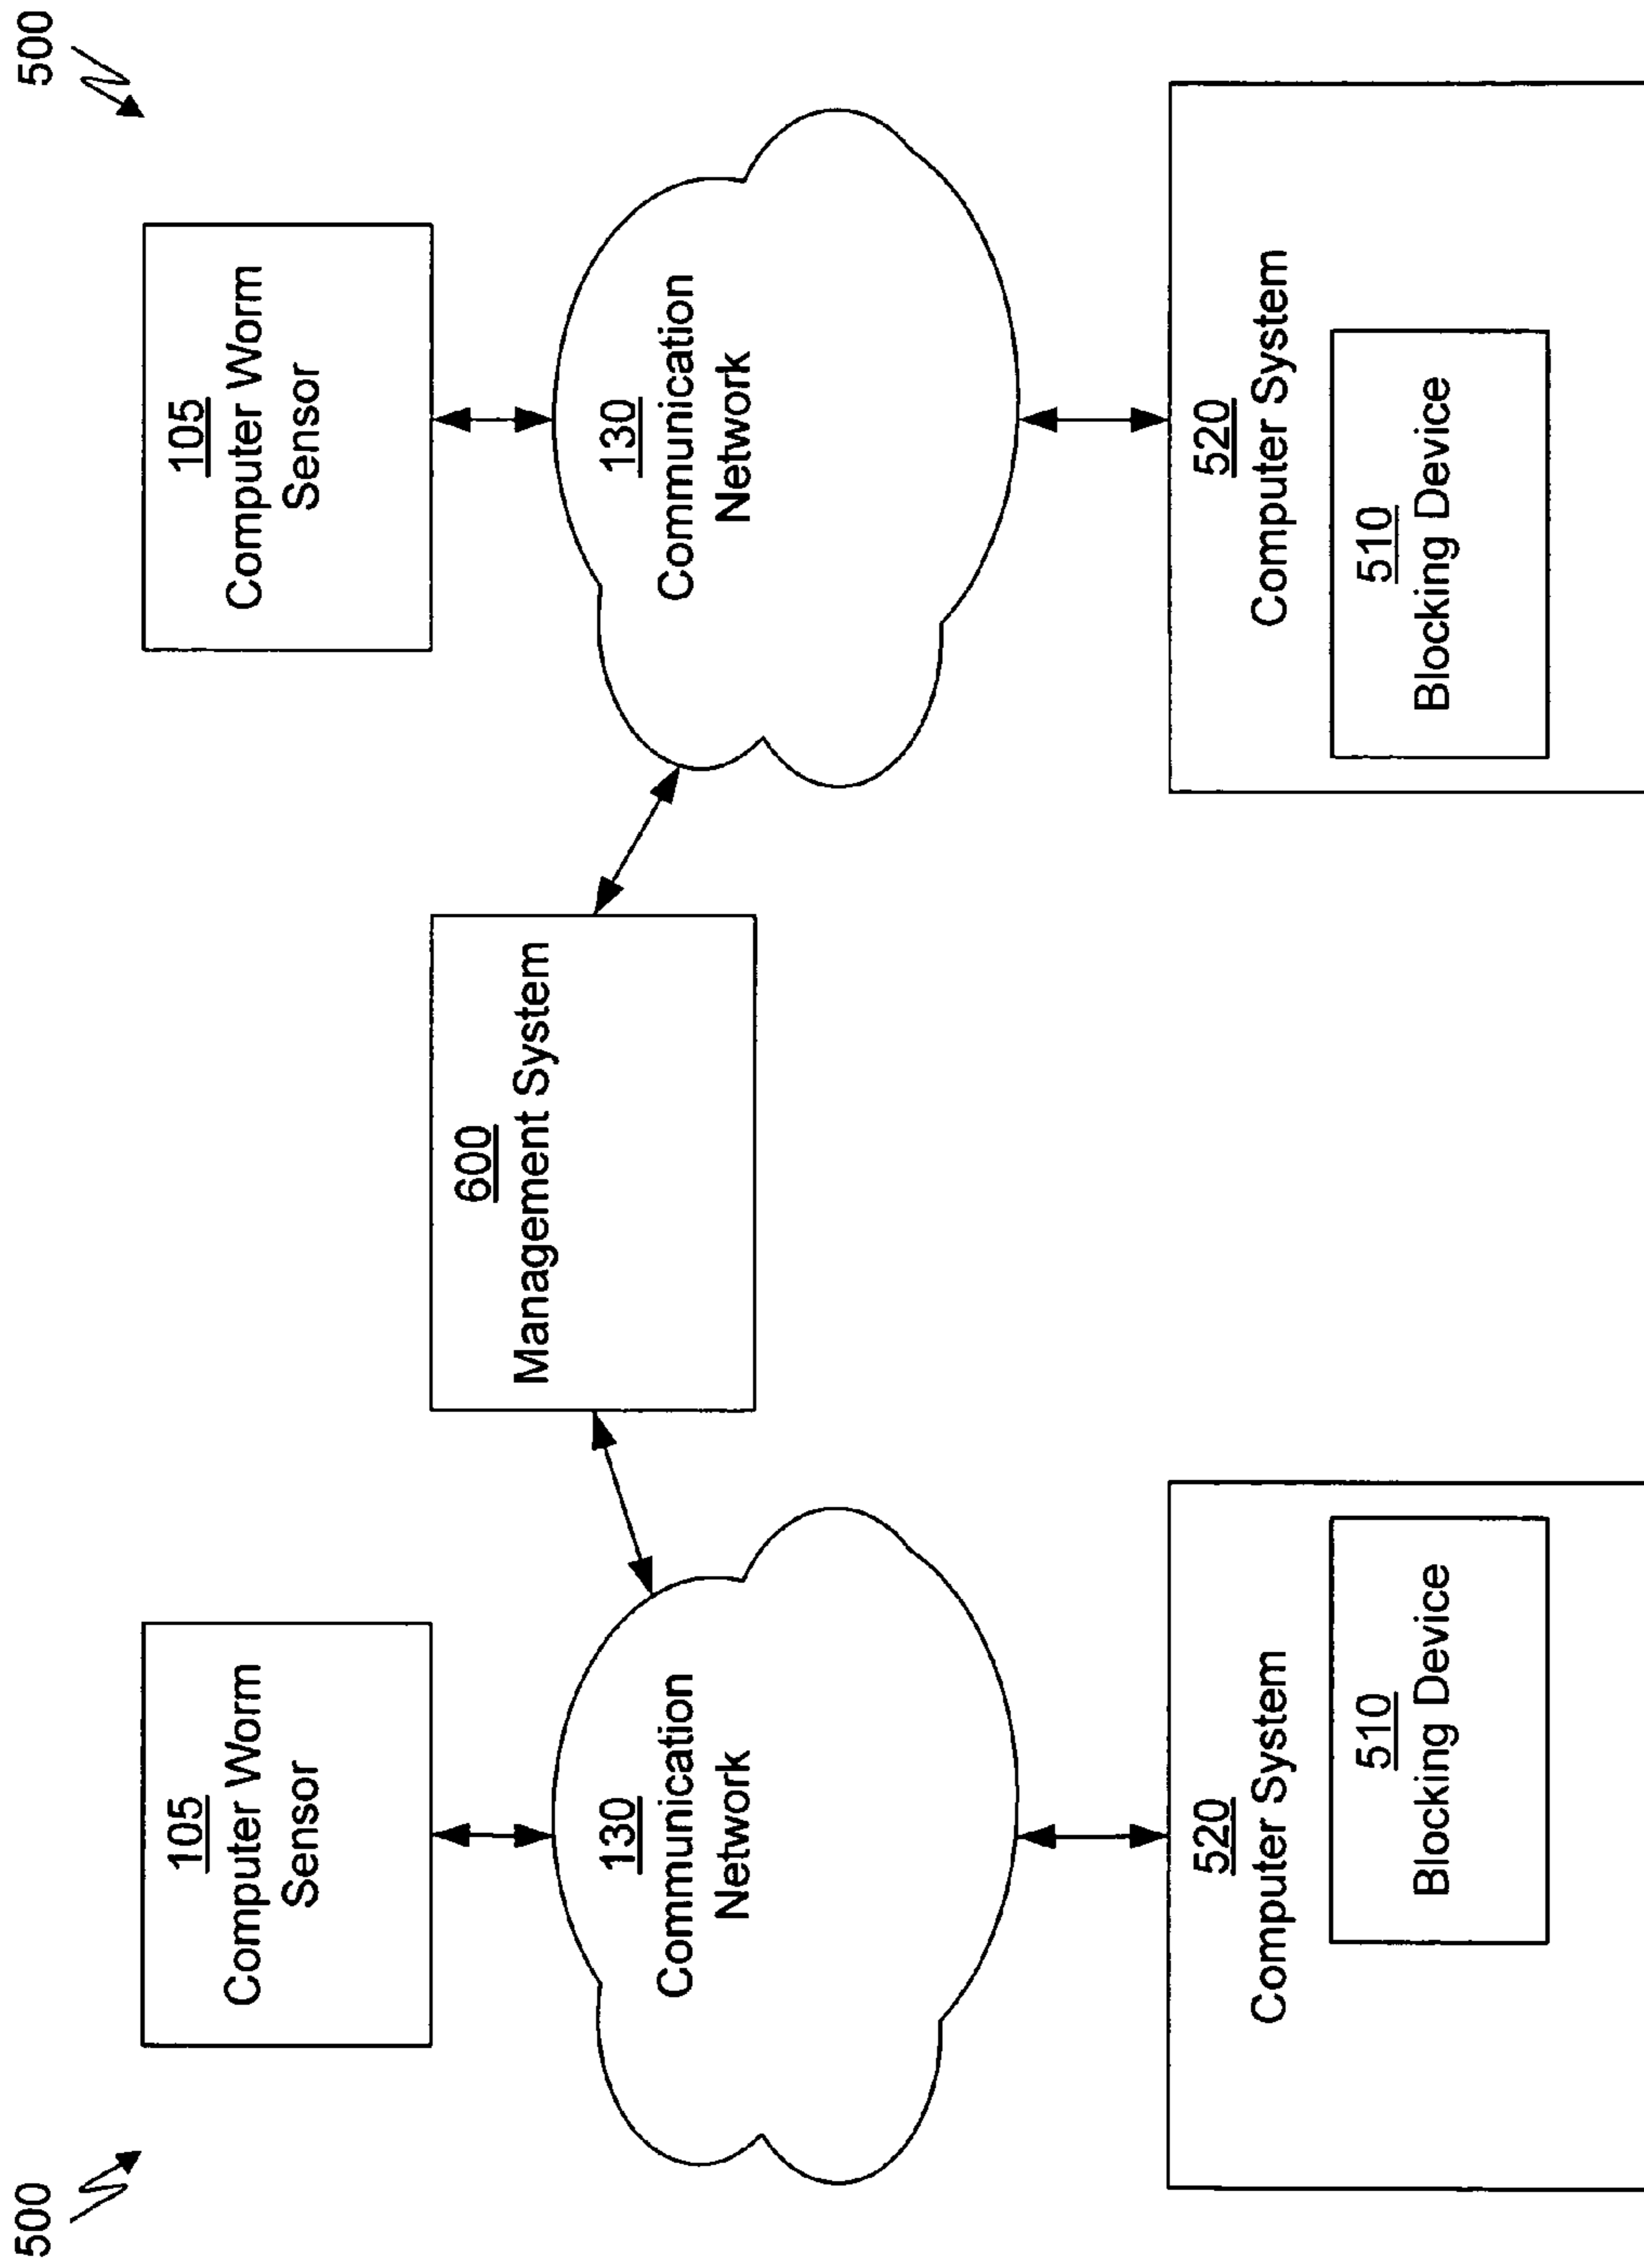 500
500
105
Computer Worm
Sensor
105
Computer Worm
Sensor
600
Management System
130
Communication
Network
130
Communication
Network
520
Computer System
510
Blocking Device
520
Computer System
510
Blocking Device